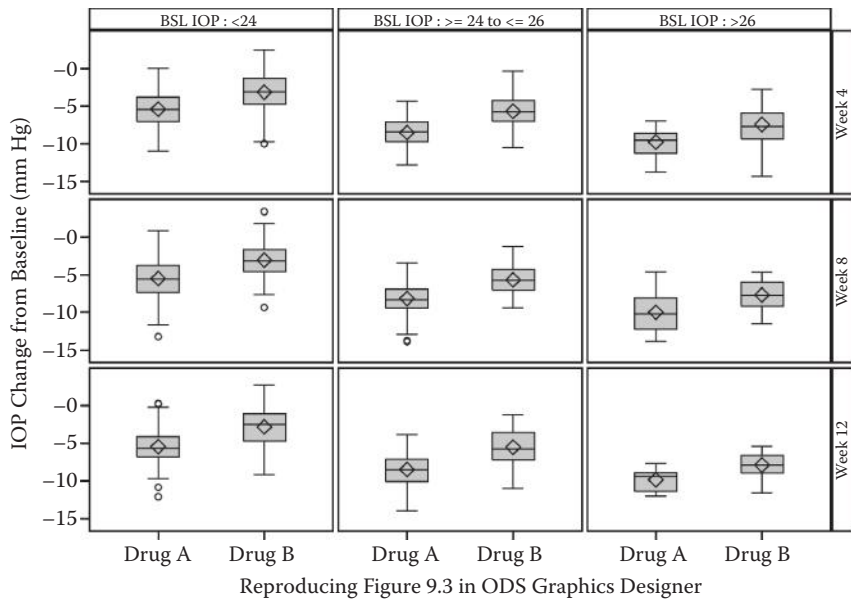 BSL IOP : <24
BSL IOP : >= 24 to <= 26
BSL IOP : >26
IOP Change from Baseline (mm Hg)
−0
−5
−10
−15
Week 4
−0
−5
−10
−15
Week 8
−0
−5
−10
−15
Week 12
Drug A
Drug B
Drug A
Drug B
Drug A
Drug B
Reproducing Figure 9.3 in ODS Graphics Designer